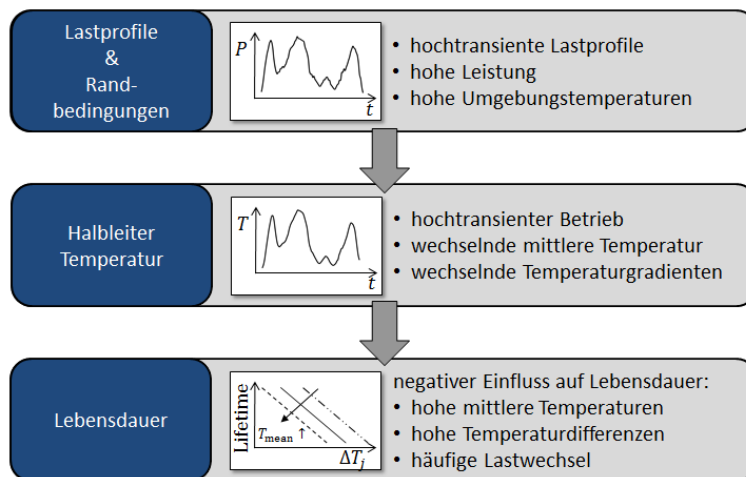 Lastprofile
&
Rand-
bedingungen
P
t
• hochtransiente Lastprofile
• hohe Leistung
• hohe Umgebungstemperaturen
Halbleiter
Temperatur
T
t
• hochtransienter Betrieb
• wechselnde mittlere Temperatur
• wechselnde Temperaturgradienten
Lebensdauer
Lifetime
T_mean ↑
ΔT_j
negativer Einfluss auf Lebensdauer:
• hohe mittlere Temperaturen
• hohe Temperaturdifferenzen
• häufige Lastwechsel